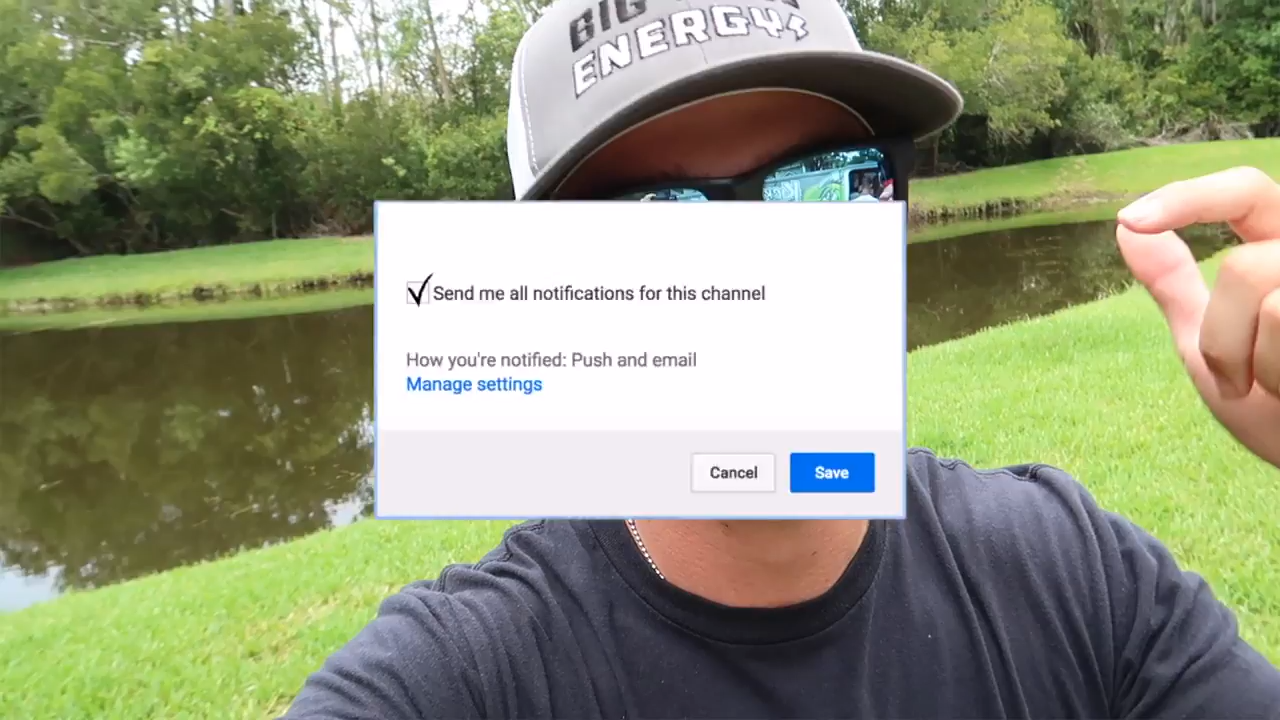 BIG
ENERGY
Send me all notifications for this channel
How you're notified: Push and email
Manage settings
Cancel
Save